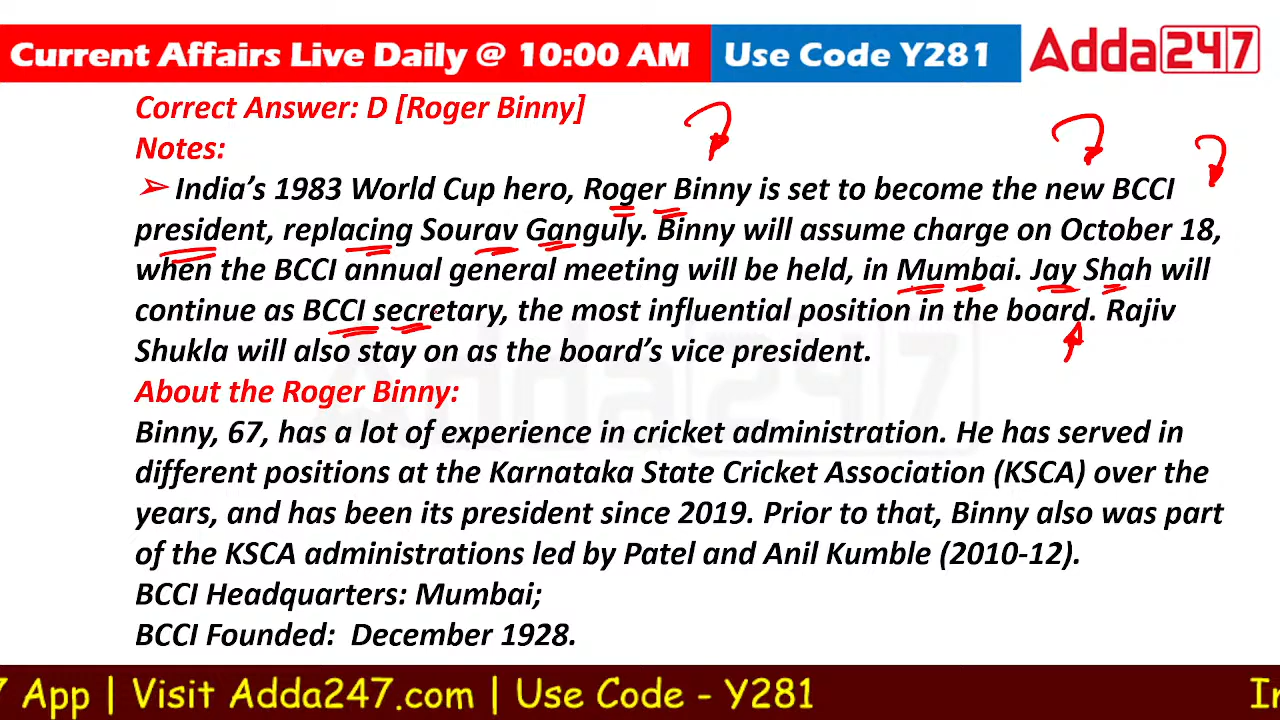 Current Affairs Live Daily @ 10:00 AM
Use Code Y281
Adda247
Correct Answer: D [Roger Binny]
Notes:
➢ India's 1983 World Cup hero, Roger Binny is set to become the new BCCI
president, replacing Sourav Ganguly. Binny will assume charge on October 18,
when the BCCI annual general meeting will be held, in Mumbai. Jay Shah will
continue as BCCI secretary, the most influential position in the board. Rajiv
Shukla will also stay on as the board's vice president.
About the Roger Binny:
Binny, 67, has a lot of experience in cricket administration. He has served in
different positions at the Karnataka State Cricket Association (KSCA) over the
years, and has been its president since 2019. Prior to that, Binny also was part
of the KSCA administrations led by Patel and Anil Kumble (2010-12).
BCCI Headquarters: Mumbai;
BCCI Founded: December 1928.
7 App | Visit Adda247.com | Use Code - Y281
In